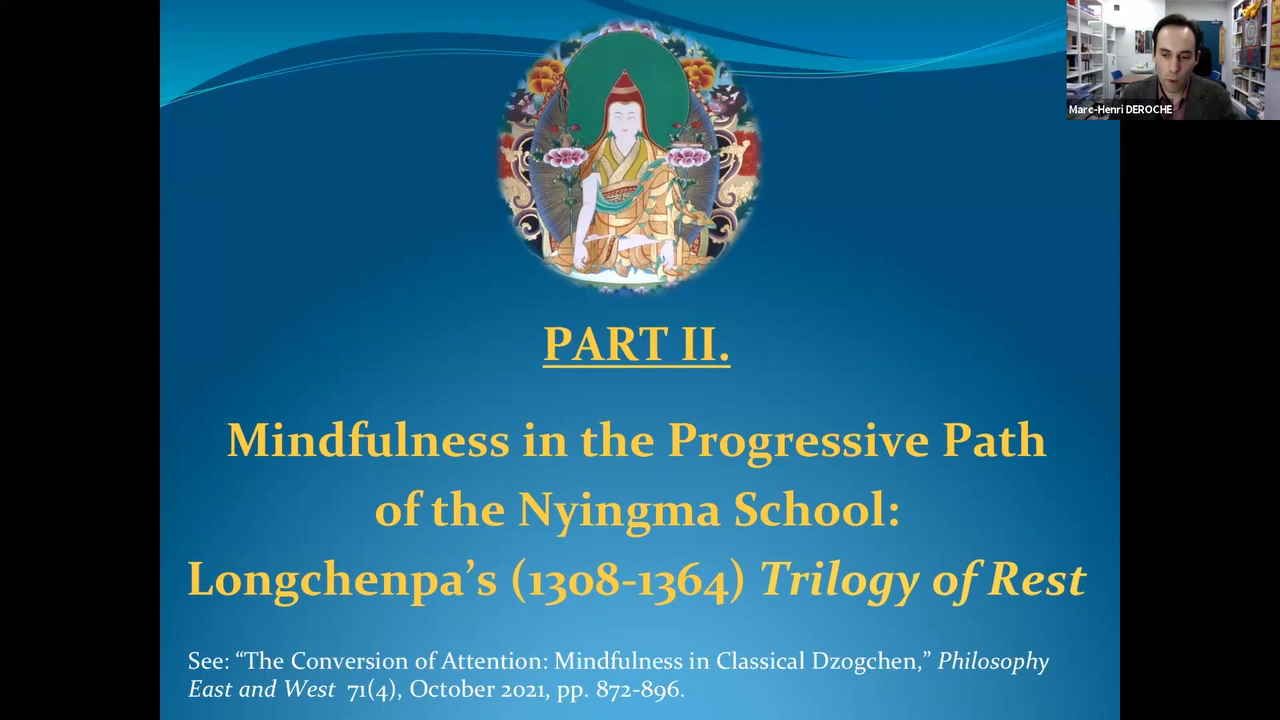 Marc-Henri DEROCHE
PART II.
Mindfulness in the Progressive Path
of the Nyingma School:
Longchenpa’s (1308-1364) Trilogy of Rest
See: “The Conversion of Attention: Mindfulness in Classical Dzogchen,” Philosophy
East and West 71(4), October 2021, pp. 872-896.